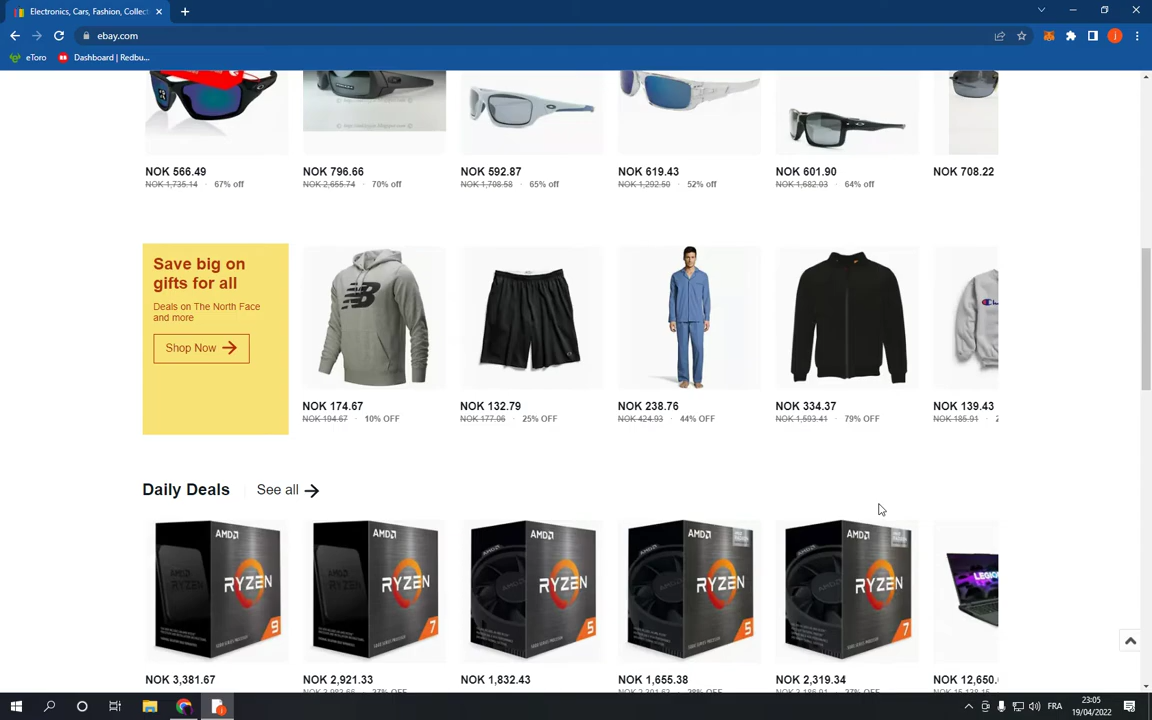 Electronics, Cars, Fashion, Collect
ebay.com
eToro
Dashboard | Redbu...
NOK 566.49
NOK 796.66
NOK 592.87
NOK 619.43
NOK 601.90
NOK 708.22
NOK 1,735.14 · 67% off
NOK 2,655.74 · 70% off
NOK 1,708.58 · 65% off
NOK 1,292.50 · 52% off
NOK 1,682.03 · 64% off
Save big on
gifts for all
Deals on The North Face
and more
Shop Now
NOK 174.67
NOK 132.79
NOK 238.76
NOK 334.37
NOK 139.43
NOK 194.67 · 10% OFF
NOK 177.06 · 25% OFF
NOK 424.93 · 44% OFF
NOK 1,593.41 · 79% OFF
NOK 185.91
Daily Deals
See all
AMD
RYZEN
9
AMD
RYZEN
7
AMD
RYZEN
5
AMD
RYZEN
5
AMD
RYZEN
7
LEGION
NOK 3,381.67
NOK 2,921.33
NOK 1,832.43
NOK 1,655.38
NOK 2,319.34
NOK 12,650.
FRA
23:05
19/04/2022